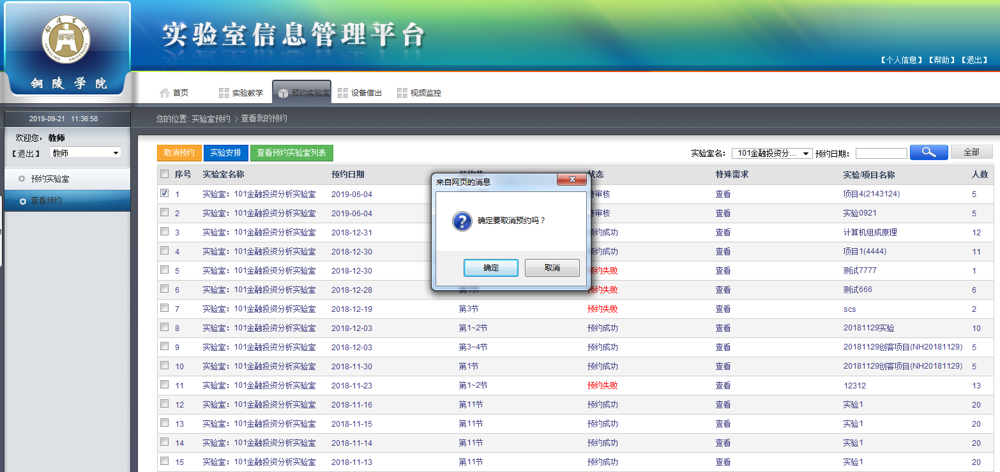 实验室信息管理平台
铜陵学院
TONGLING UNIVERSITY
铜陵学院
【个人信息】【帮助】【退出】
首页 实验教学 预约实验室 设备借出 视频监控
2019-09-21 11:36:58
您的位置: 实验室预约 > 查看我的预约
欢迎您, 教师
【退出】 教师
预约实验室
查看预约
取消预约 实验安排 查看预约实验室列表 实验室名: 101金融投资分... 预约日期: 全部
序号 实验室名称 预约日期 状态 特殊需求 实验/项目名称 人数
1 实验室: 101金融投资分析实验室 2019-06-04 待审核 查看 项目4(2143124) 5
2 实验室: 101金融投资分析实验室 2019-06-04 待审核 查看 实验0921 5
3 实验室: 101金融投资分析实验室 2018-12-31 预约成功 查看 计算机组成原理 12
4 实验室: 101金融投资分析实验室 2018-12-30 预约成功 查看 项目1(4444) 11
5 实验室: 101金融投资分析实验室 2018-12-30 预约失败 查看 测试7777 1
6 实验室: 101金融投资分析实验室 2018-12-28 预约失败 查看 测试666 6
7 实验室: 101金融投资分析实验室 2018-12-19 第3节 预约失败 查看 scs 2
8 实验室: 101金融投资分析实验室 2018-12-03 第1~2节 预约成功 查看 20181129实验 10
9 实验室: 101金融投资分析实验室 2018-12-03 第3~4节 预约成功 查看 20181129创客项目(NH20181129) 5
10 实验室: 101金融投资分析实验室 2018-11-30 第1节 预约成功 查看 20181129创客项目(NH20181129) 5
11 实验室: 101金融投资分析实验室 2018-11-23 第1~2节 预约失败 查看 12312 13
12 实验室: 101金融投资分析实验室 2018-11-16 第11节 预约成功 查看 实验1 20
13 实验室: 101金融投资分析实验室 2018-11-15 第11节 预约成功 查看 实验1 20
14 实验室: 101金融投资分析实验室 2018-11-14 第11节 预约成功 查看 实验1 20
15 实验室: 101金融投资分析实验室 2018-11-13 第11节 预约成功 查看 实验1 20
来自网页的消息
确定要取消预约吗？
确定 取消